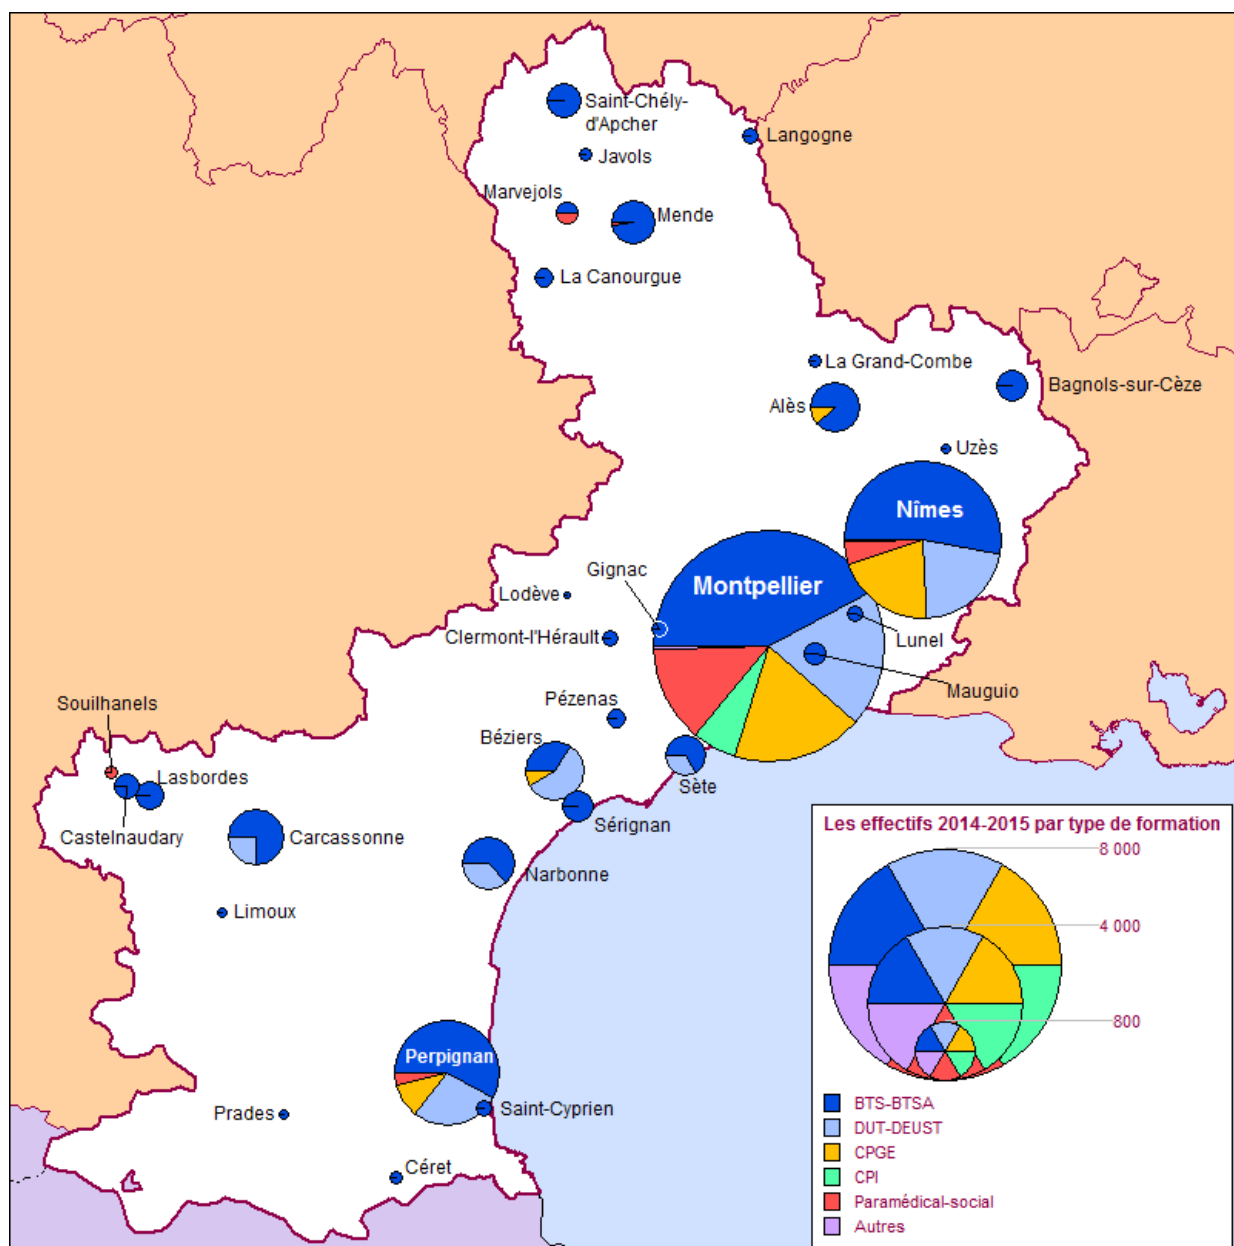 Saint-Chély-
d'Apcher
Langogne
Javols
Marvejols
Mende
La Canourgue
La Grand-Combe
Bagnols-sur-Cèze
Alès
Uzès
Nîmes
Gignac
Montpellier
Lodève
Lunel
Clermont-l'Hérault
Mauguio
Souilhanels
Pézenas
Béziers
Lasbordes
Sète
Castelnaudary
Carcassonne
Sérignan
Narbonne
Limoux
Perpignan
Prades
Saint-Cyprien
Céret
Les effectifs 2014-2015 par type de formation
8 000
4 000
800
BTS-BTSA
DUT-DEUST
CPGE
CPI
Paramédical-social
Autres